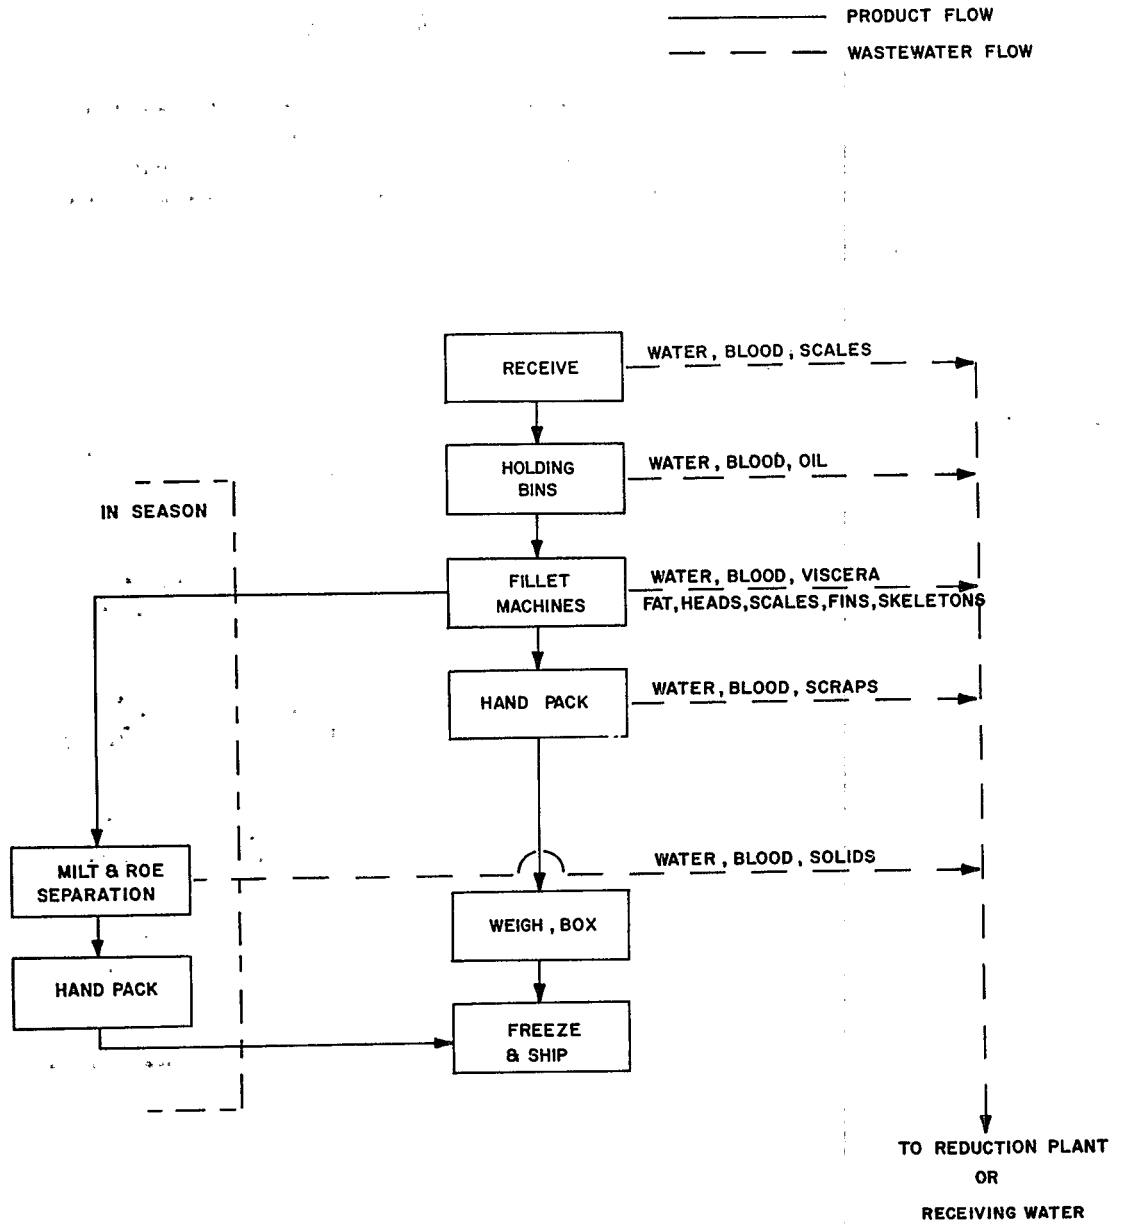 PRODUCT FLOW
WASTEWATER FLOW
RECEIVE
WATER, BLOOD, SCALES
HOLDING
BINS
WATER, BLOOD, OIL
IN SEASON
FILLET
MACHINES
WATER, BLOOD, VISCERA
FAT, HEADS, SCALES, FINS, SKELETONS
HAND PACK
WATER, BLOOD, SCRAPS
MILT & ROE
SEPARATION
WATER, BLOOD, SOLIDS
WEIGH, BOX
HAND PACK
FREEZE
& SHIP
TO REDUCTION PLANT
OR
RECEIVING WATER